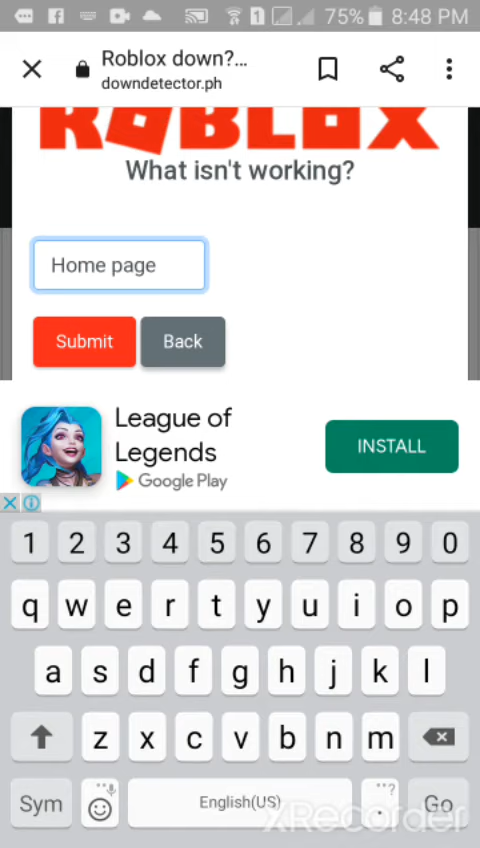 1 75% 8:48 PM
Roblox down?...
downdetector.ph
ROBLOX
What isn't working?
Home page
Submit Back
League of
Legends
Google Play
INSTALL
1 2 3 4 5 6 7 8 9 0
q w e r t y u i o p
a s d f g h j k l
z x c v b n m
Sym English(US) . ...? Go
XRecorder